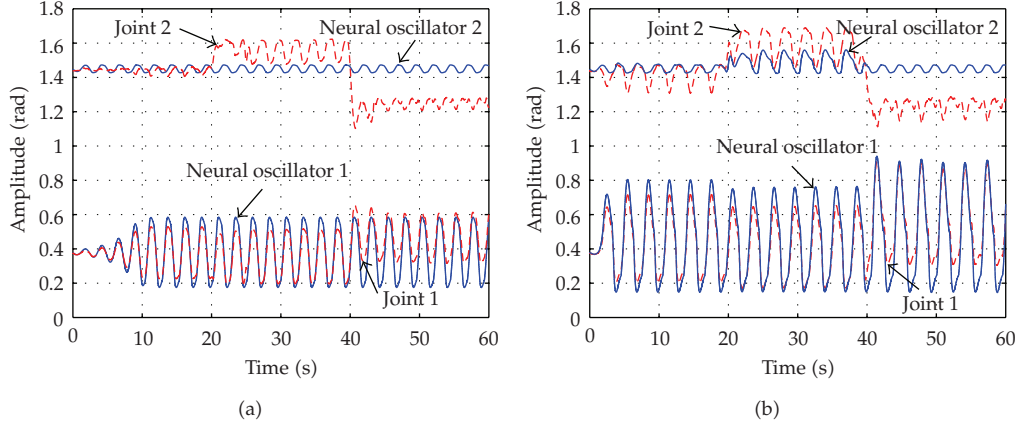 1.8
1.6
1.4
1.2
1
0.8
0.6
0.4
0.2
0
Amplitude (rad)
0 10 20 30 40 50 60
Time (s)
Joint 2
Neural oscillator 2
Neural oscillator 1
Joint 1
(a)
1.8
1.6
1.4
1.2
1
0.8
0.6
0.4
0.2
0
Amplitude (rad)
0 10 20 30 40 50 60
Time (s)
Joint 2
Neural oscillator 2
Neural oscillator 1
Joint 1
(b)